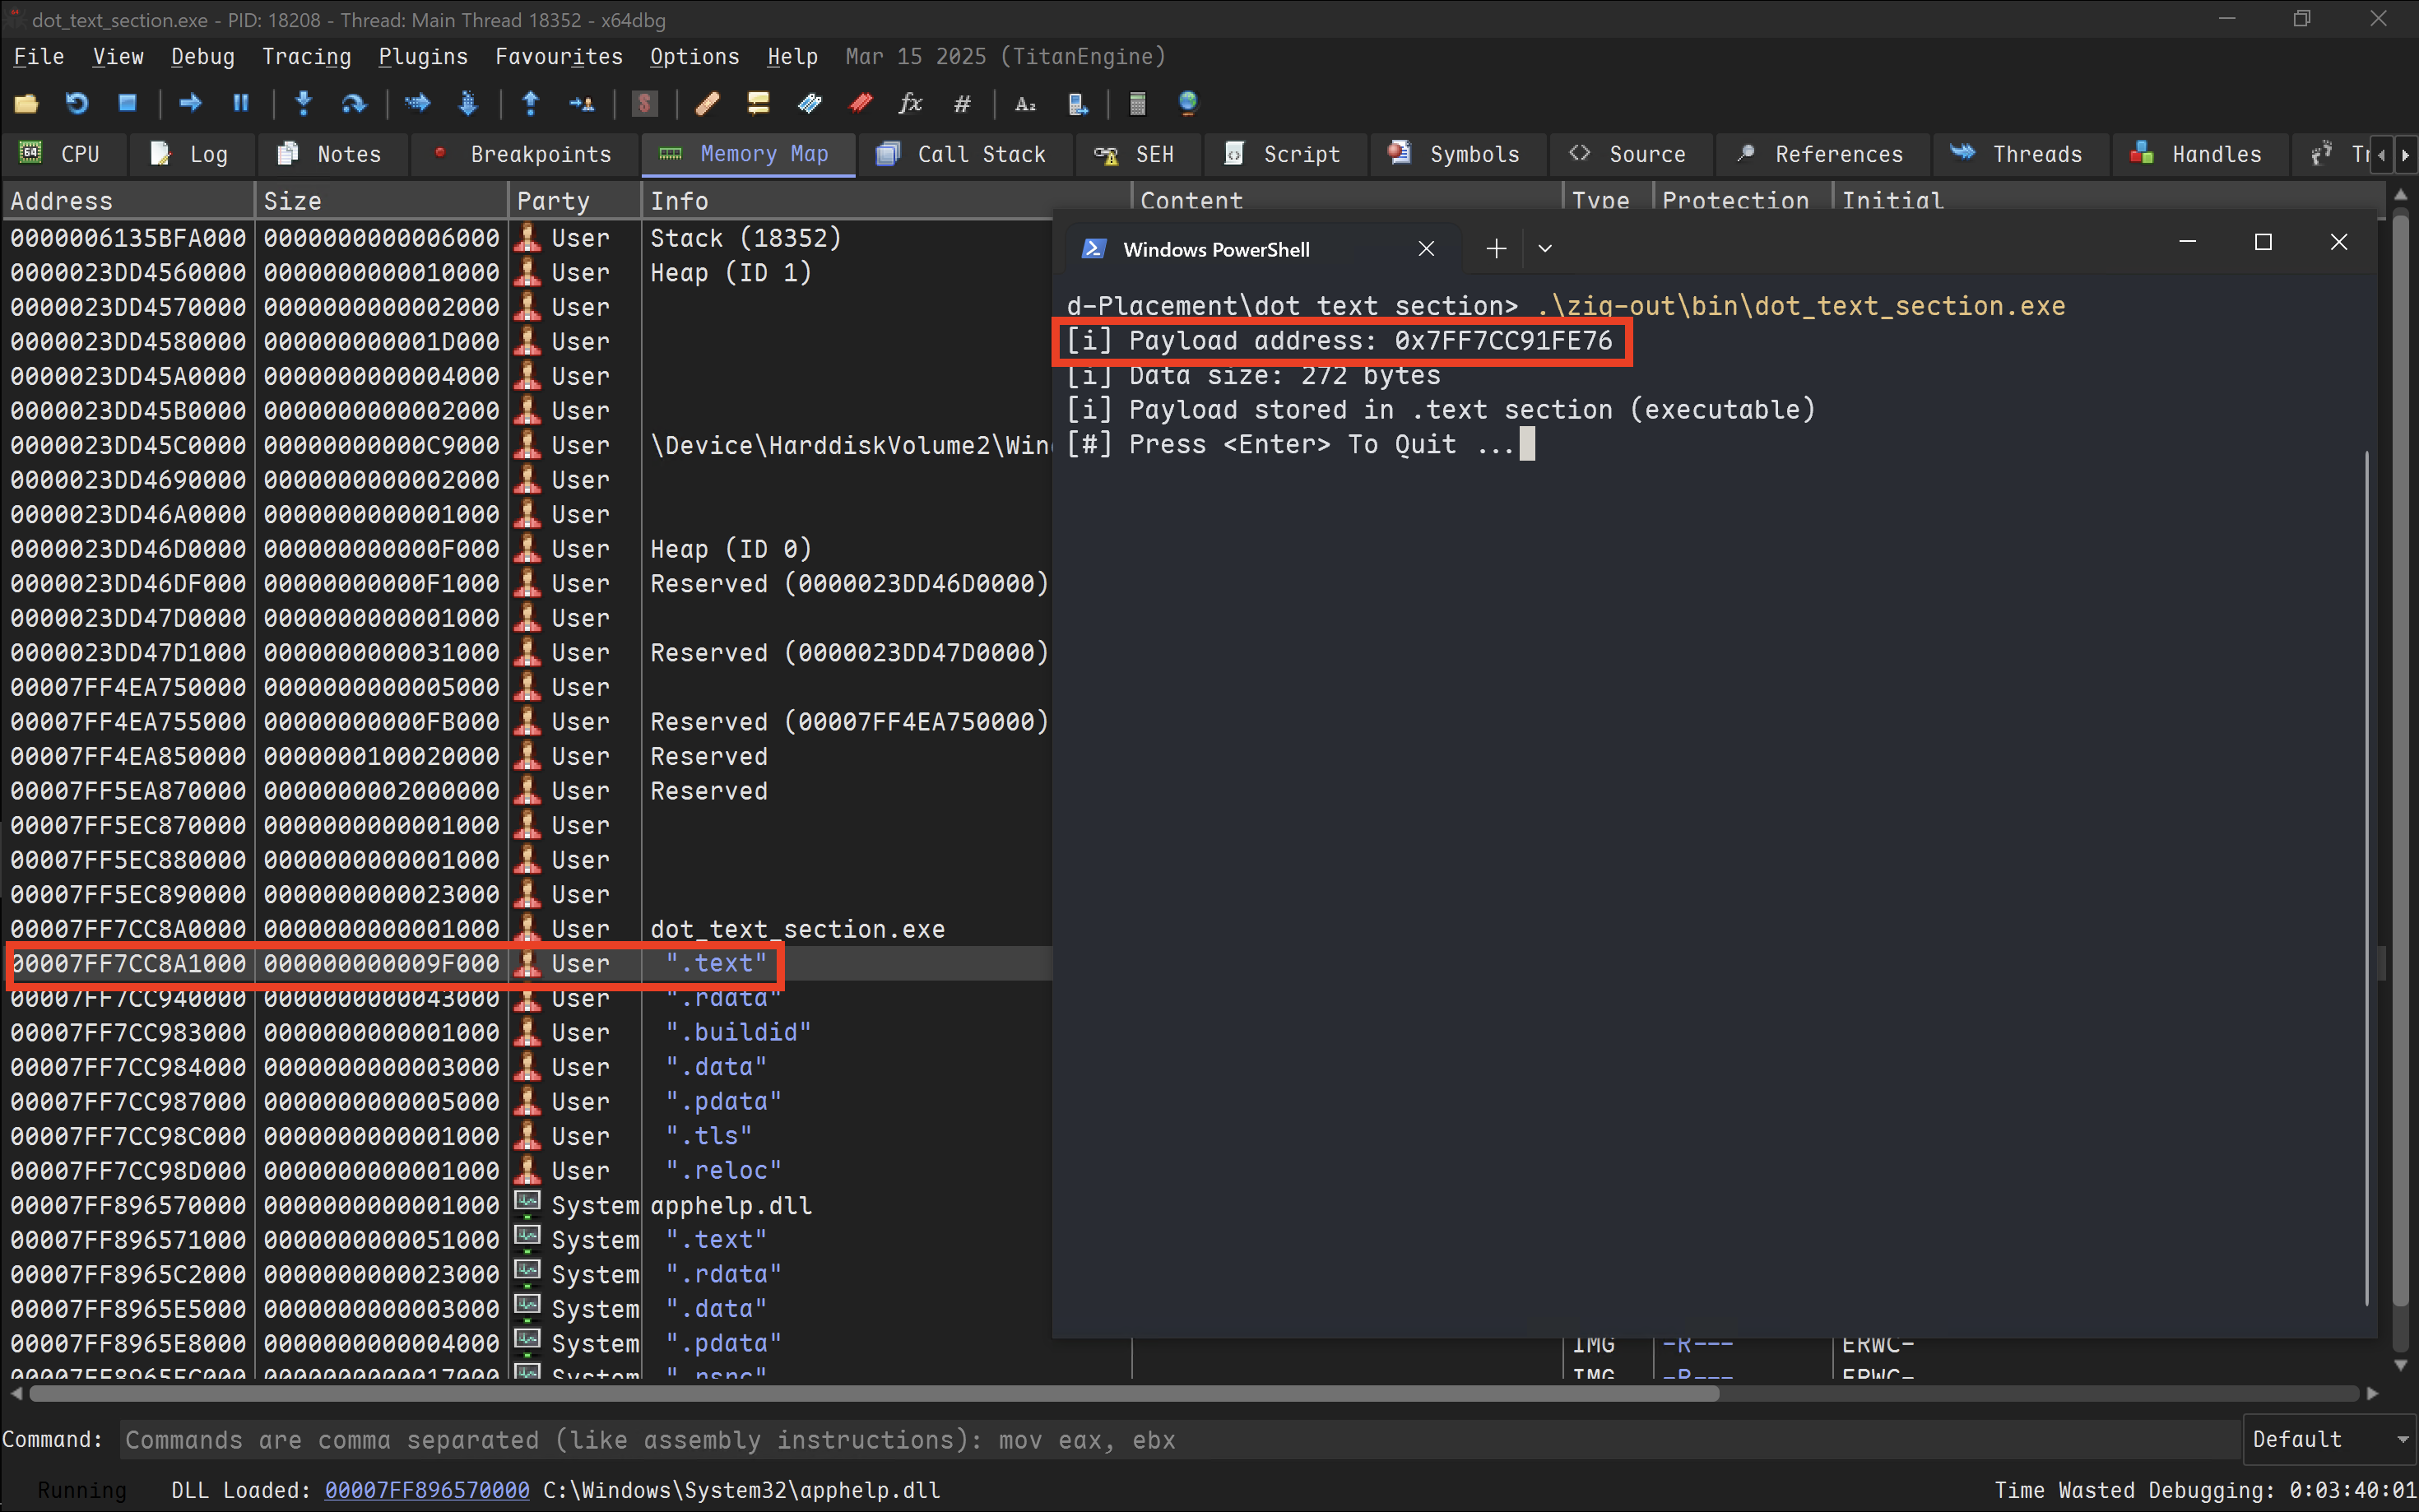 dot_text_section.exe - PID: 18208 - Thread: Main Thread 18352 - x64dbg
File View Debug Tracing Plugins Favourites Options Help Mar 15 2025 (TitanEngine)
CPU Log Notes Breakpoints Memory Map Call Stack SEH Script Symbols Source References Threads Handles
Address Size Party Info Content Type Protection Initial
0000006135BFA000 0000000000006000 User Stack (18352)
0000023DD4560000 0000000000010000 User Heap (ID 1)
0000023DD4570000 0000000000002000 User
0000023DD4580000 000000000001D000 User
0000023DD45A0000 0000000000004000 User
0000023DD45B0000 0000000000002000 User
0000023DD45C0000 00000000000C9000 User \Device\HarddiskVolume2\Win
0000023DD4690000 0000000000002000 User
0000023DD46A0000 0000000000001000 User
0000023DD46D0000 000000000000F000 User Heap (ID 0)
0000023DD46DF000 00000000000F1000 User Reserved (0000023DD46D0000)
0000023DD47D0000 0000000000001000 User
0000023DD47D1000 0000000000031000 User Reserved (0000023DD47D0000)
00007FF4EA750000 0000000000005000 User
00007FF4EA755000 00000000000FB000 User Reserved (00007FF4EA750000)
00007FF4EA850000 0000000100020000 User Reserved
00007FF5EA870000 0000000002000000 User Reserved
00007FF5EC870000 0000000000001000 User
00007FF5EC880000 0000000000001000 User
00007FF5EC890000 0000000000023000 User
00007FF7CC8A0000 0000000000001000 User dot_text_section.exe
00007FF7CC8A1000 000000000009F000 User ".text"
00007FF7CC940000 0000000000043000 User ".rdata"
00007FF7CC983000 0000000000001000 User ".buildid"
00007FF7CC984000 0000000000003000 User ".data"
00007FF7CC987000 0000000000005000 User ".pdata"
00007FF7CC98C000 0000000000001000 User ".tls"
00007FF7CC98D000 0000000000001000 User ".reloc"
00007FF896570000 0000000000001000 System apphelp.dll
00007FF896571000 0000000000051000 System ".text"
00007FF8965C2000 0000000000023000 System ".rdata"
00007FF8965E5000 0000000000003000 System ".data"
00007FF8965E8000 0000000000004000 System ".pdata" IMG -R--- ERWC-
00007FF8965EC000 0000000000017000 System ".rsrc" IMG -R--- ERWC-
Windows PowerShell
d-Placement\dot_text_section> .\zig-out\bin\dot_text_section.exe
[i] Payload address: 0x7FF7CC91FE76
[i] Data size: 272 bytes
[i] Payload stored in .text section (executable)
[#] Press <Enter> To Quit ...
Command: Commands are comma separated (like assembly instructions): mov eax, ebx Default
Running DLL Loaded: 00007FF896570000 C:\Windows\System32\apphelp.dll Time Wasted Debugging: 0:03:40:01